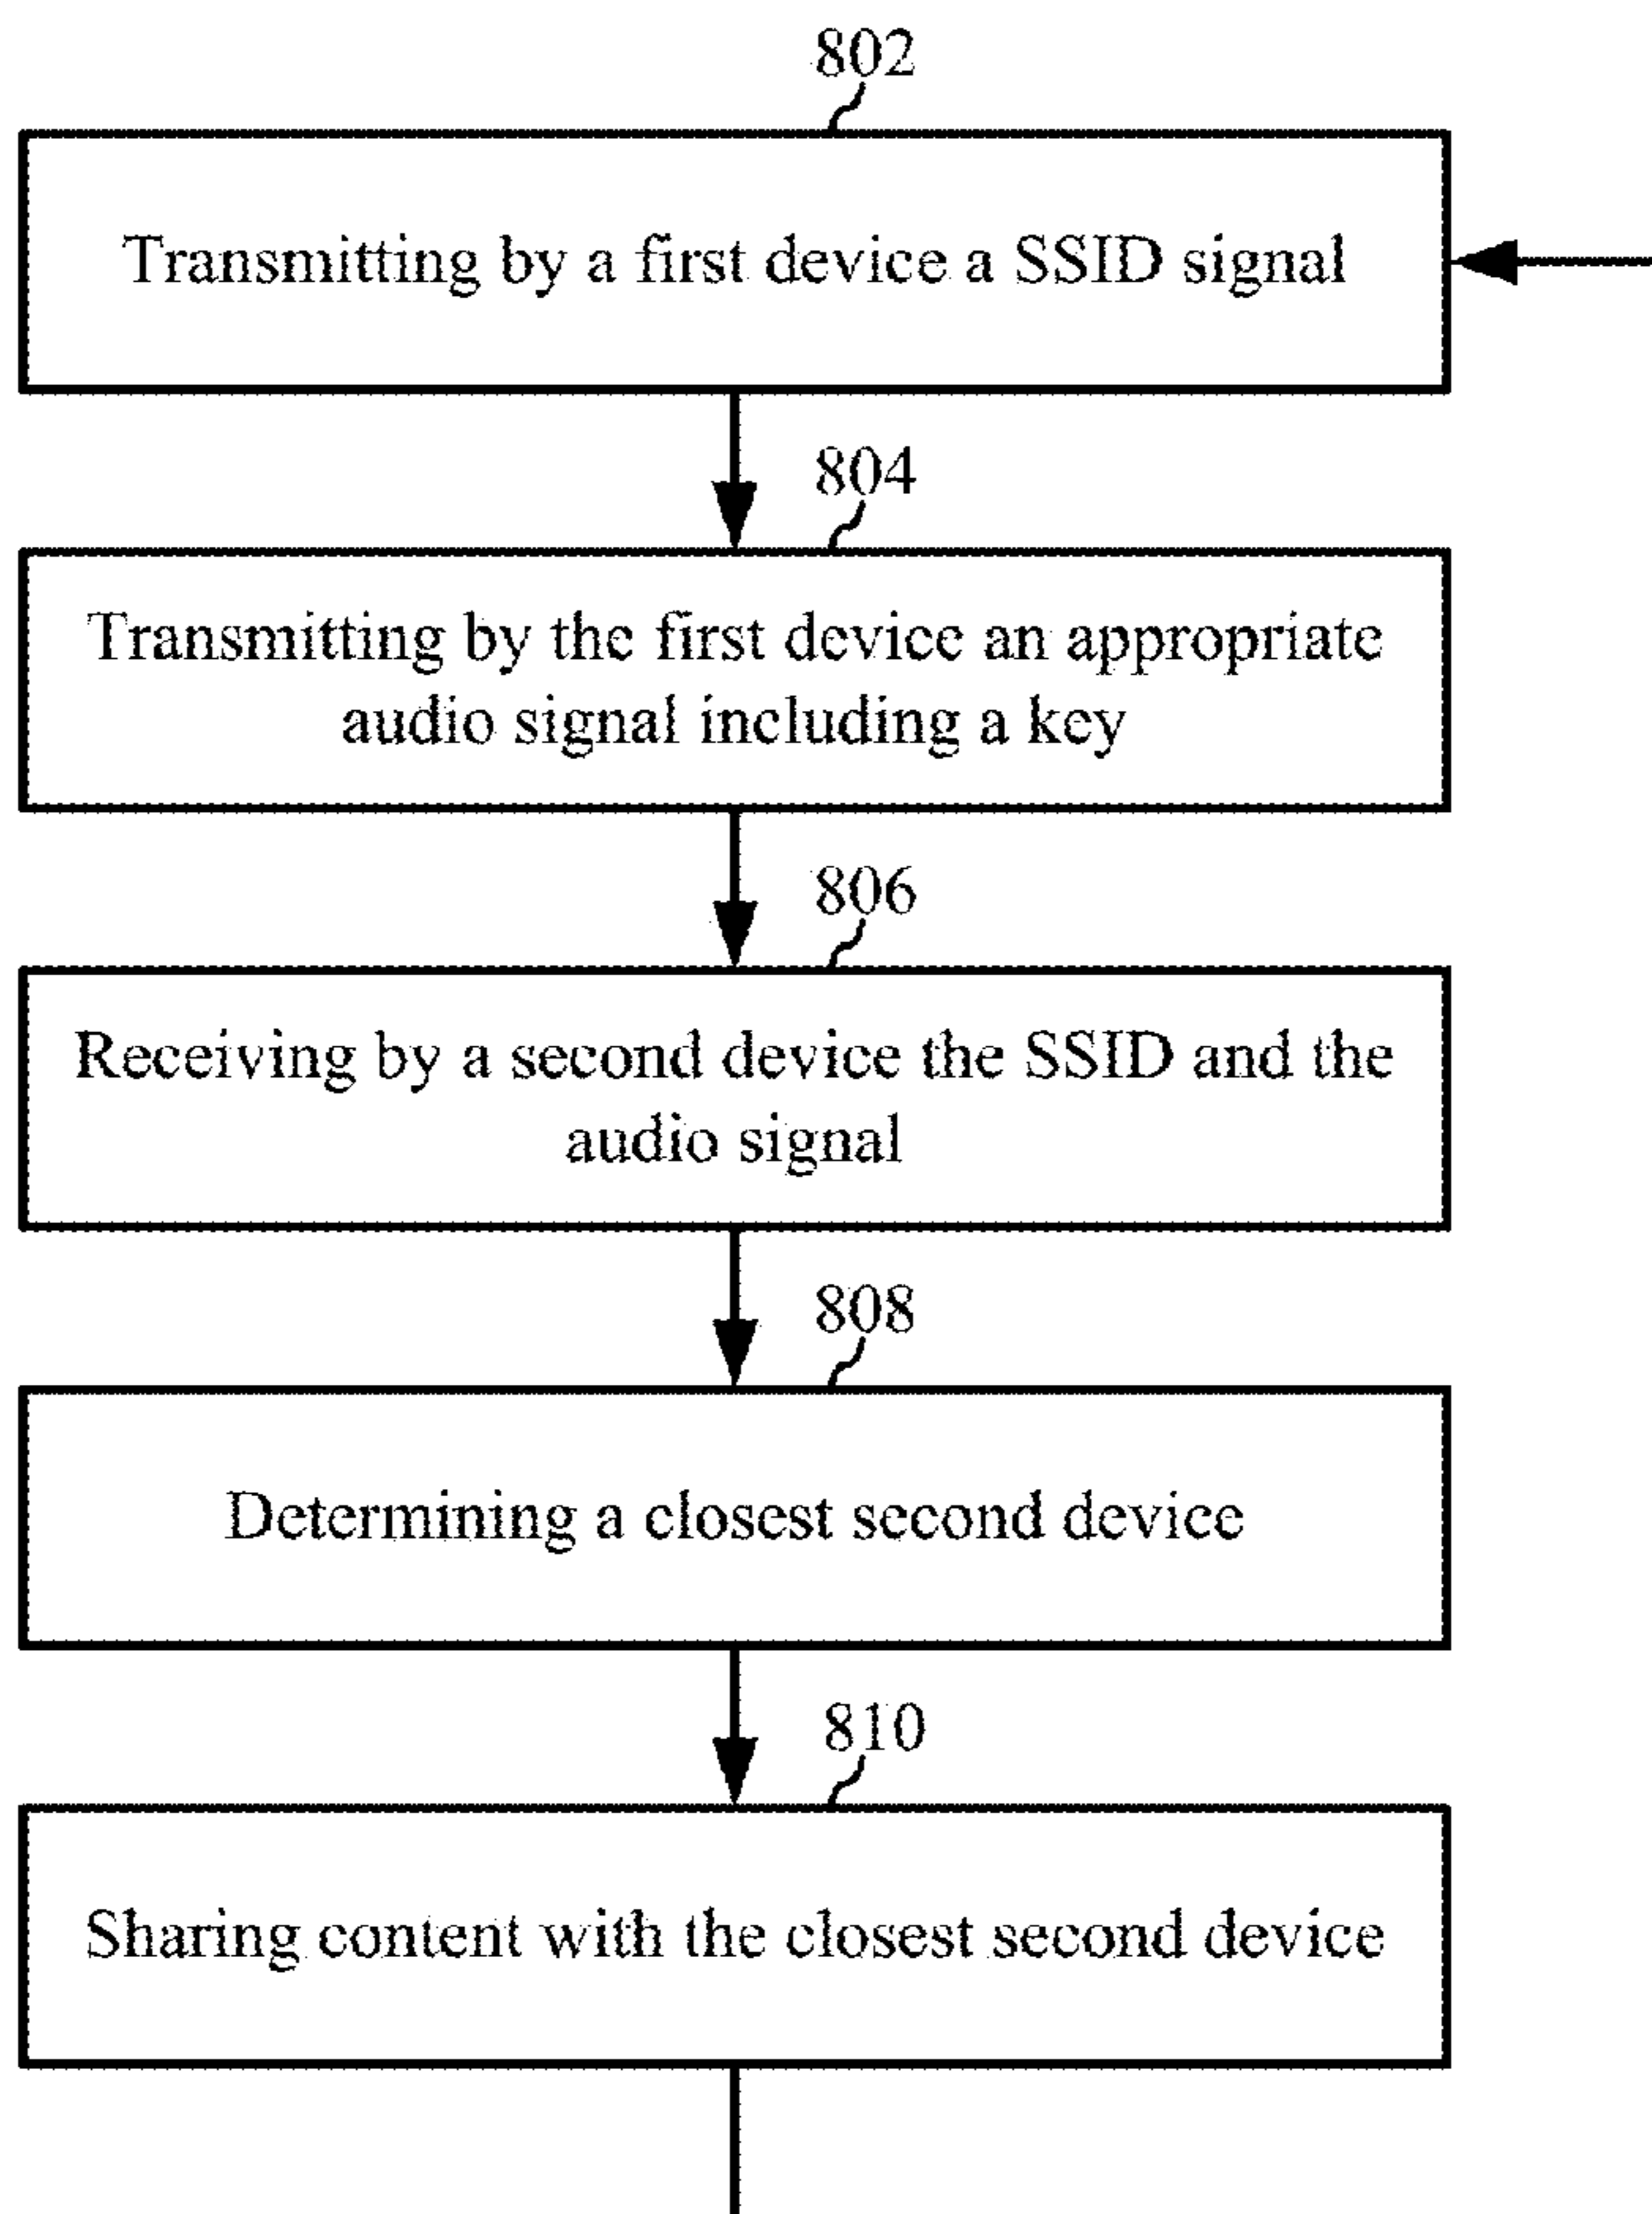 802
Transmitting by a first device a SSID signal
804
Transmitting by the first device an appropriate
audio signal including a key
806
Receiving by a second device the SSID and the
audio signal
808
Determining a closest second device
810
Sharing content with the closest second device